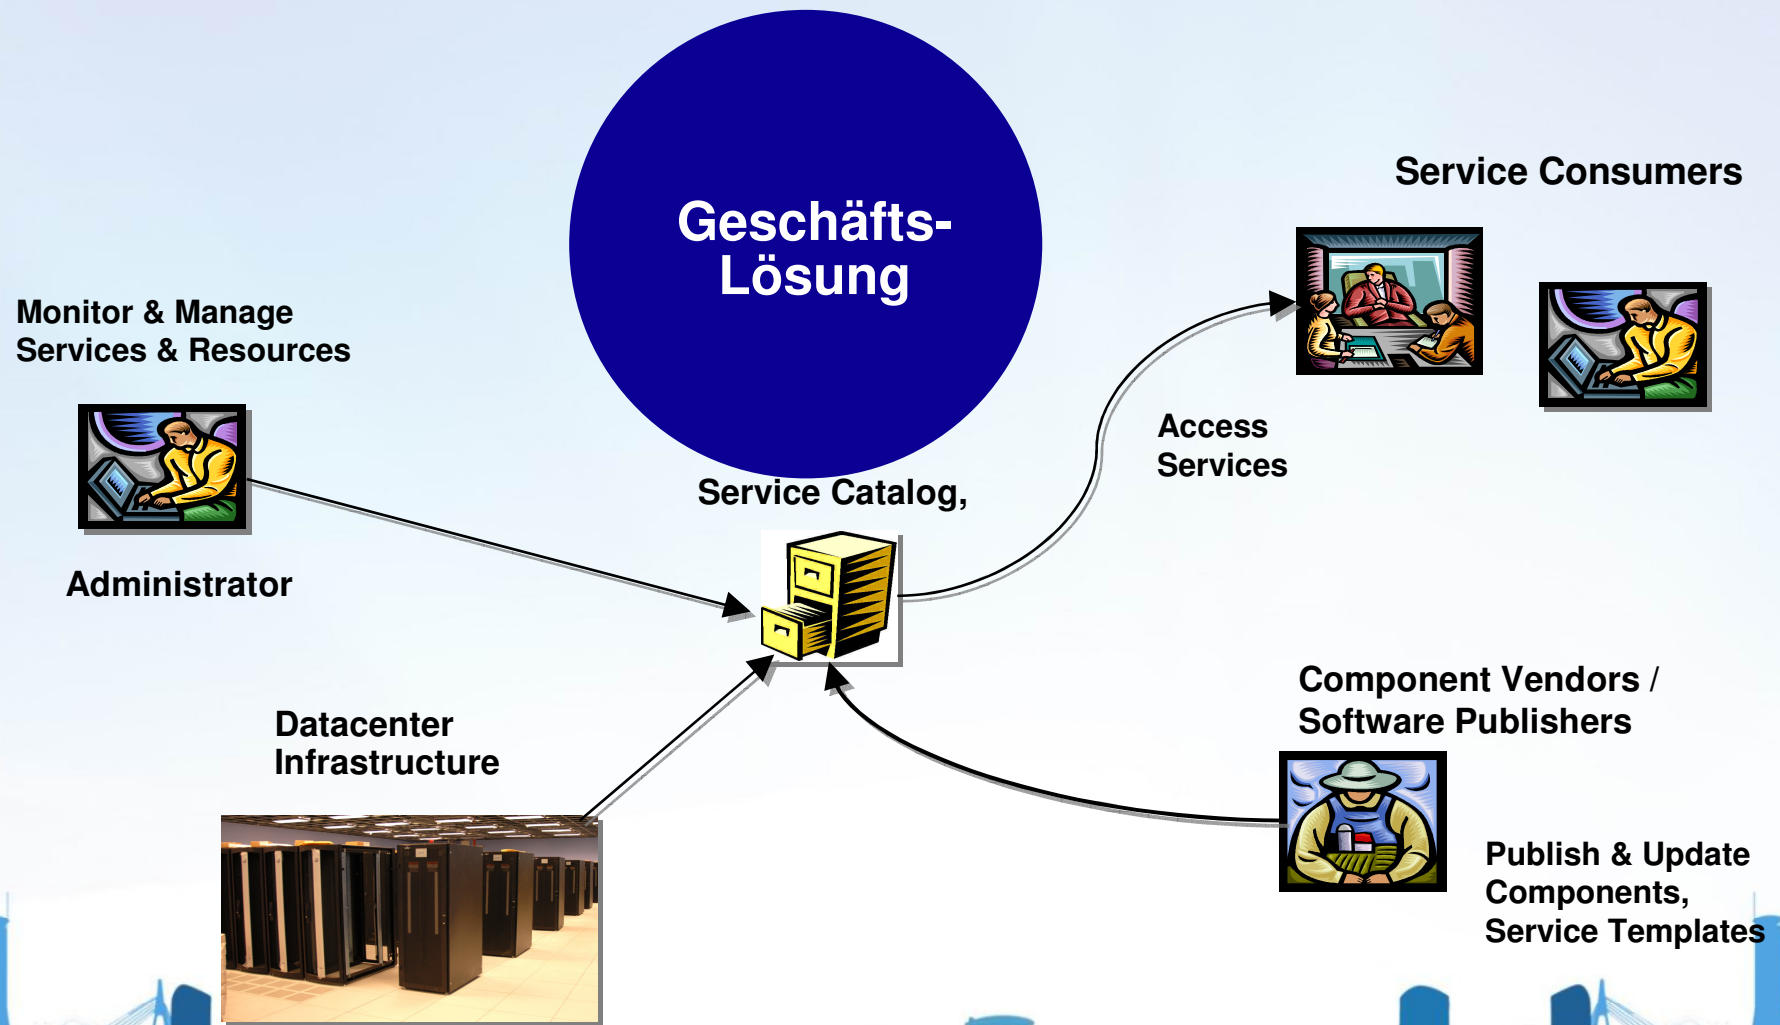 Geschäfts-
Lösung
Service Consumers
Monitor & Manage
Services & Resources
Access
Services
Service Catalog,
Administrator
Component Vendors /
Software Publishers
Datacenter
Infrastructure
Publish & Update
Components,
Service Templates